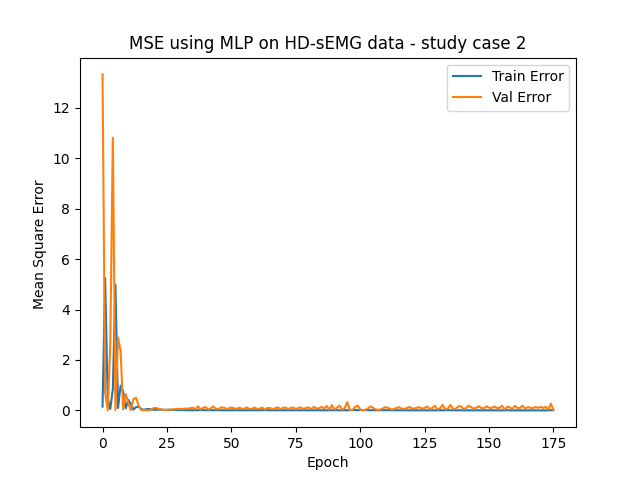 MSE using MLP on HD-sEMG data - study case 2
Train Error
Val Error
Mean Square Error
12
10
8
6
4
2
0
0 25 50 75 100 125 150 175
Epoch